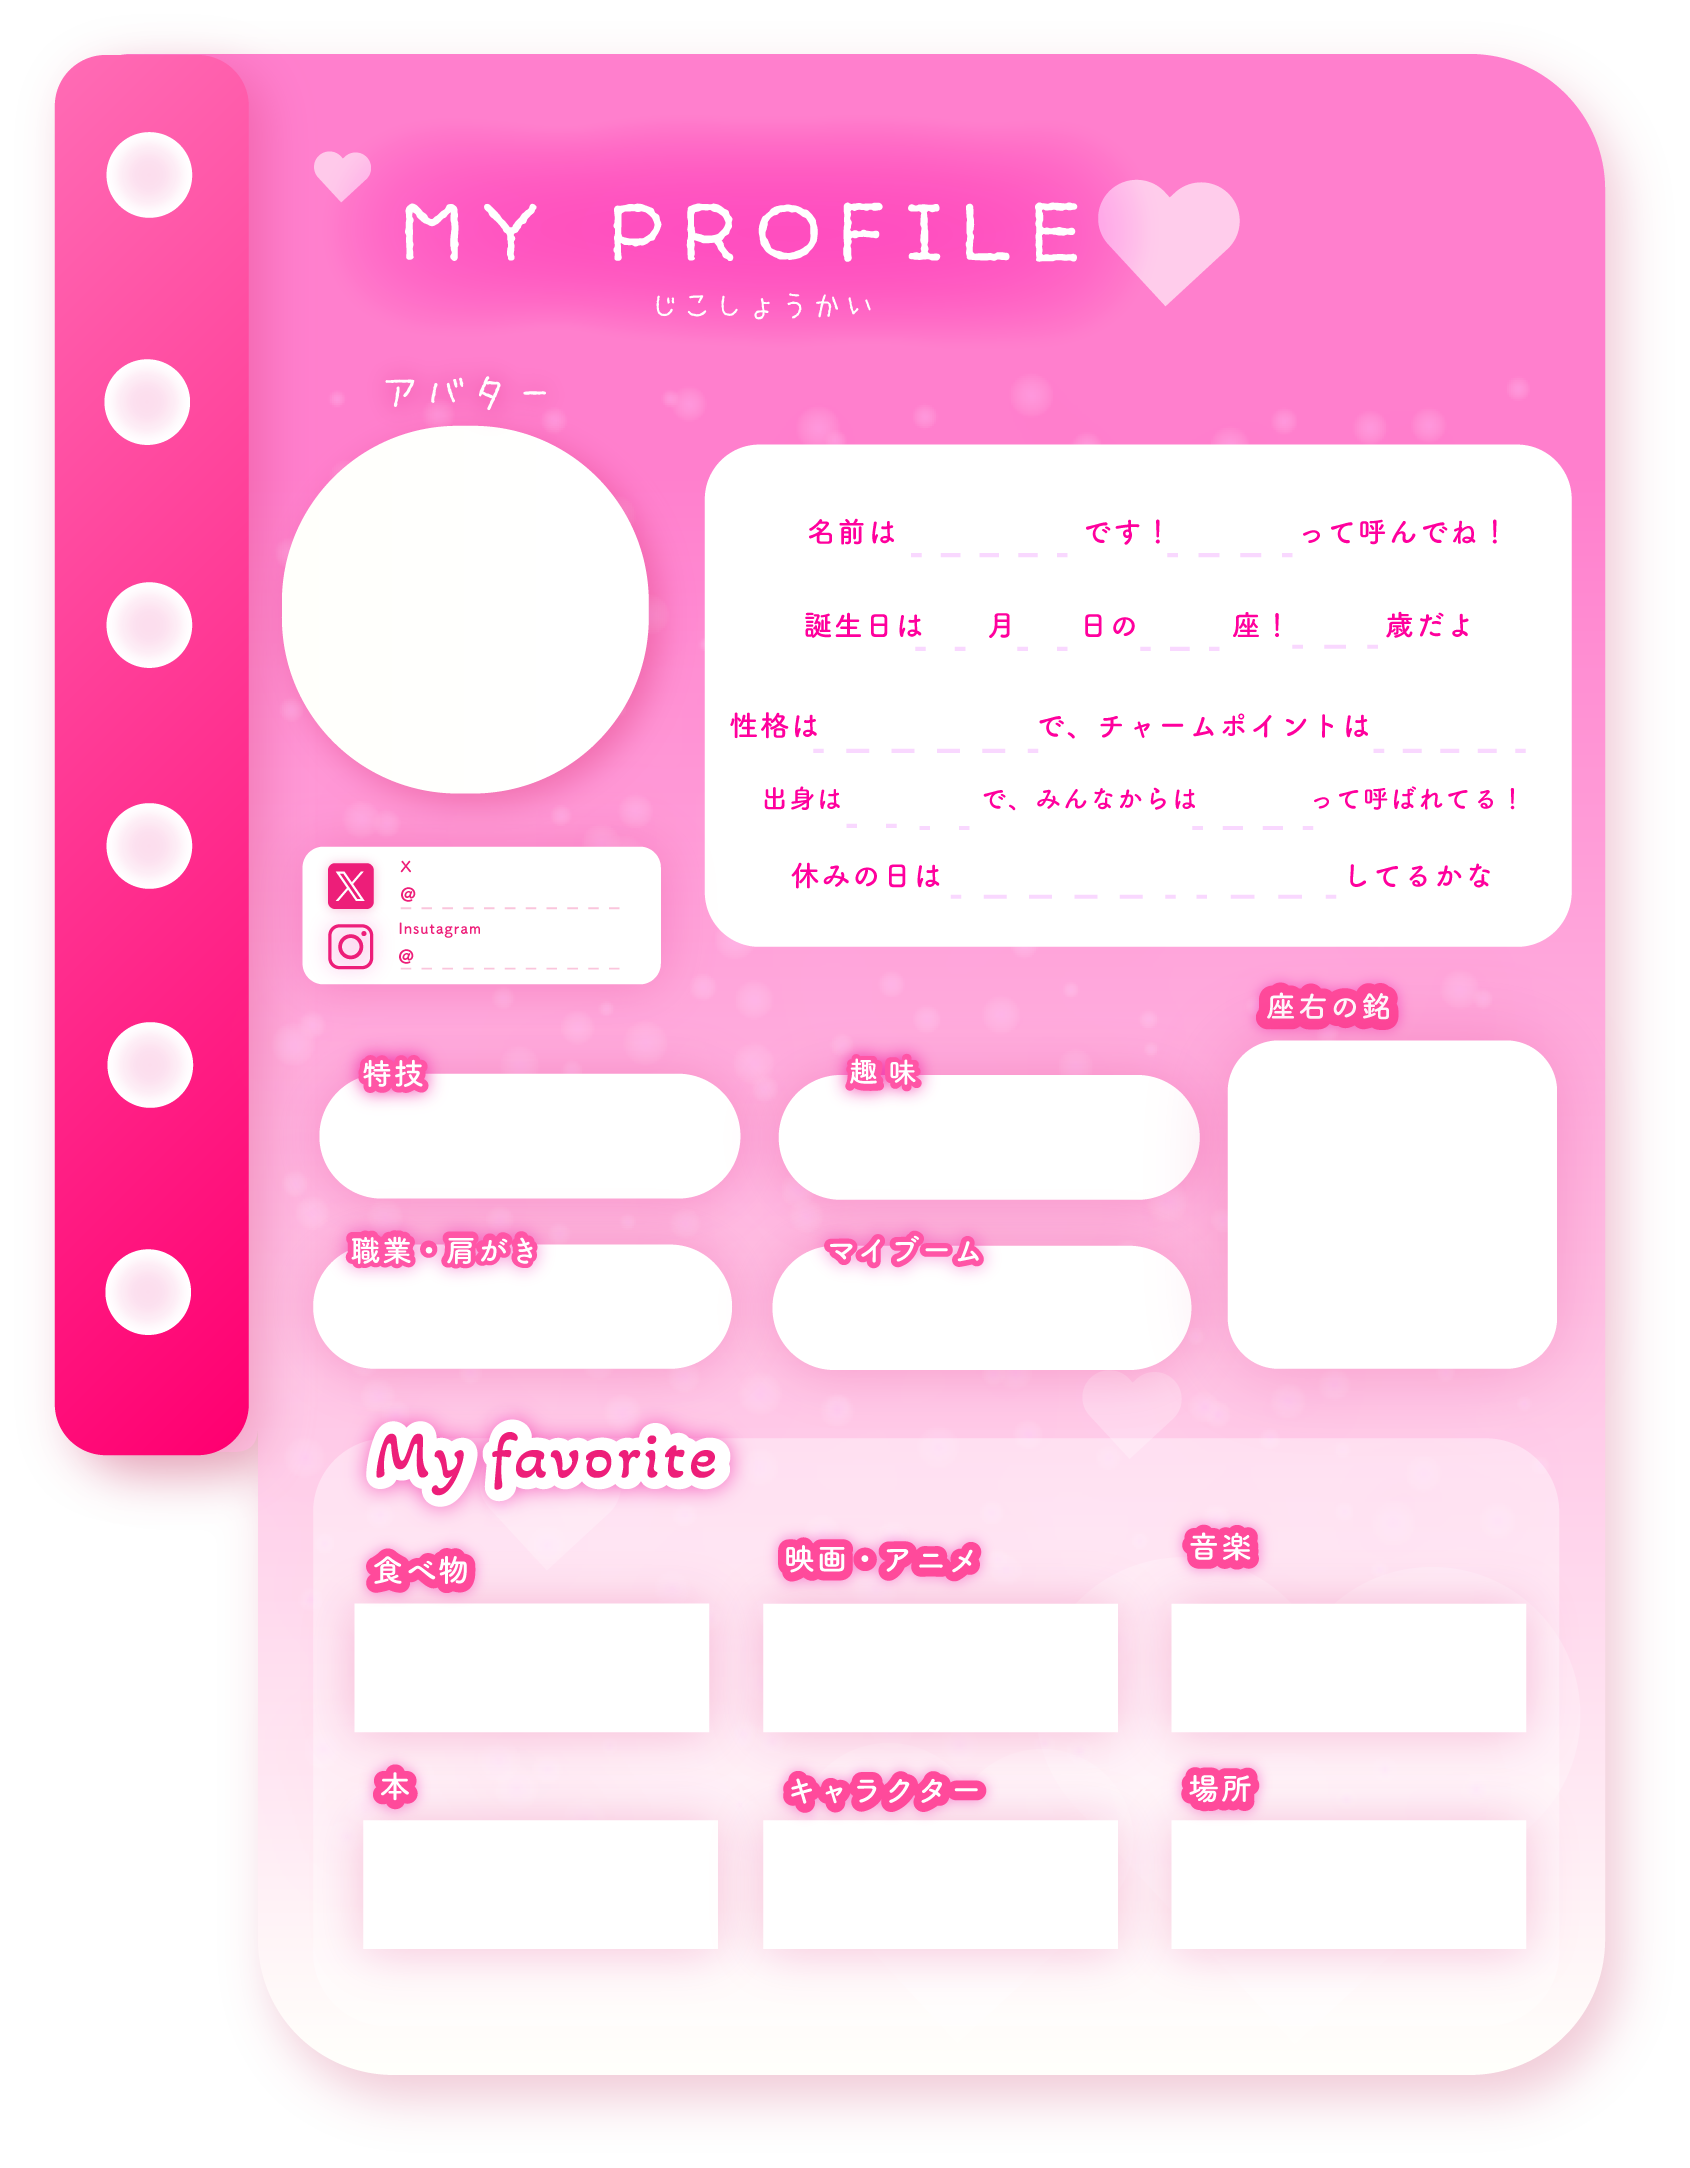 MY PROFILE
じこしょうかい
アバター
名前は です！ って呼んでね！
誕生日は 月 日の 座！ 歳だよ
性格は で、チャームポイントは
出身は で、みんなからは って呼ばれてる！
休みの日は してるかな
X
@
Insutagram
@
座右の銘
特技
趣味
職業・肩がき
マイブーム
My favorite
食べ物
映画・アニメ
音楽
本
キャラクター
場所